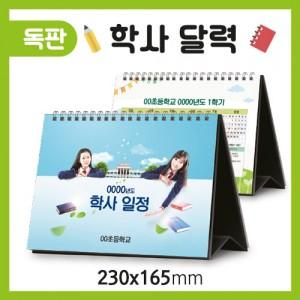 독판 학사 달력
00초등학교 0000년도 1학기
0000년도
학사 일정
00초등학교
230x165mm